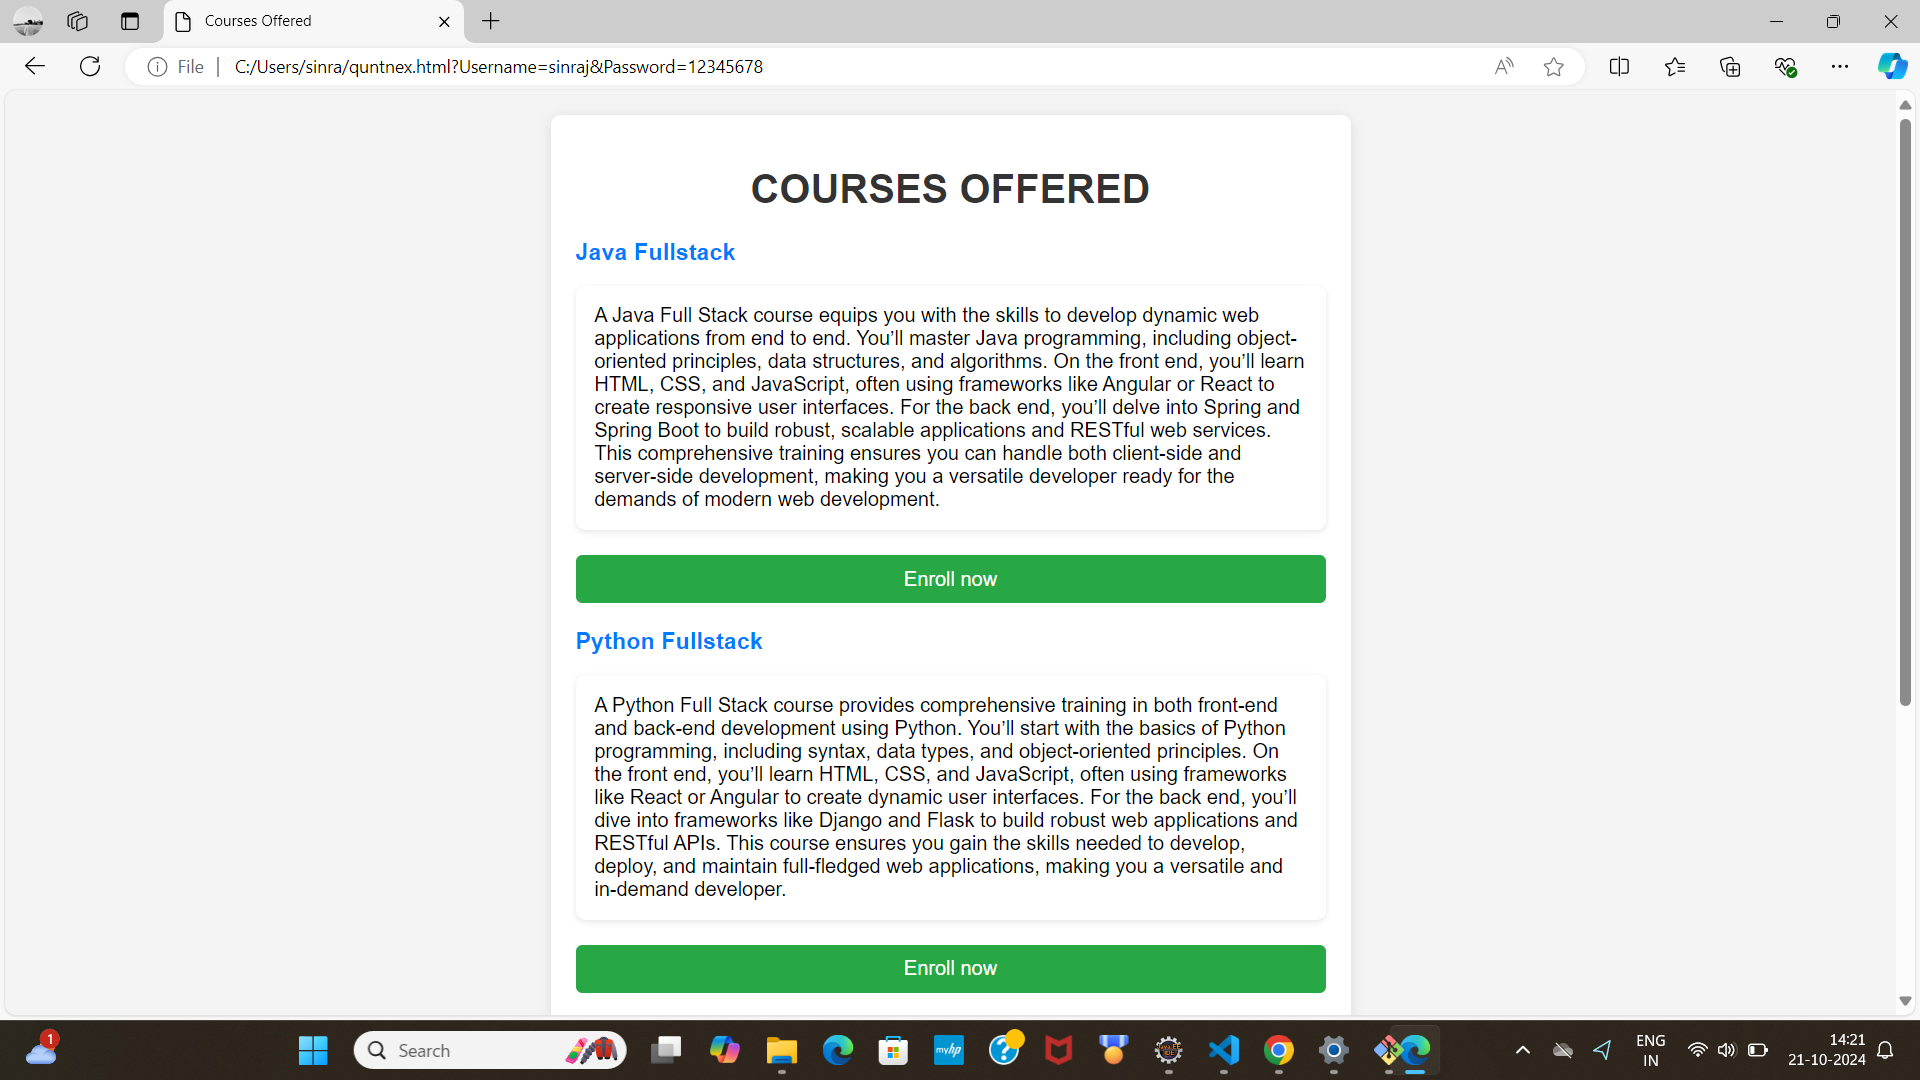 Courses Offered
File
C:/Users/sinra/quntnex.html?Username=sinraj&Password=12345678
COURSES OFFERED
Java Fullstack
A Java Full Stack course equips you with the skills to develop dynamic web
applications from end to end. You’ll master Java programming, including object-
oriented principles, data structures, and algorithms. On the front end, you’ll learn
HTML, CSS, and JavaScript, often using frameworks like Angular or React to
create responsive user interfaces. For the back end, you’ll delve into Spring and
Spring Boot to build robust, scalable applications and RESTful web services.
This comprehensive training ensures you can handle both client-side and
server-side development, making you a versatile developer ready for the
demands of modern web development.
Enroll now
Python Fullstack
A Python Full Stack course provides comprehensive training in both front-end
and back-end development using Python. You’ll start with the basics of Python
programming, including syntax, data types, and object-oriented principles. On
the front end, you’ll learn HTML, CSS, and JavaScript, often using frameworks
like React or Angular to create dynamic user interfaces. For the back end, you’ll
dive into frameworks like Django and Flask to build robust web applications and
RESTful APIs. This course ensures you gain the skills needed to develop,
deploy, and maintain full-fledged web applications, making you a versatile and
in-demand developer.
Enroll now
1
Search
myhp
ENG
IN
14:21
21-10-2024